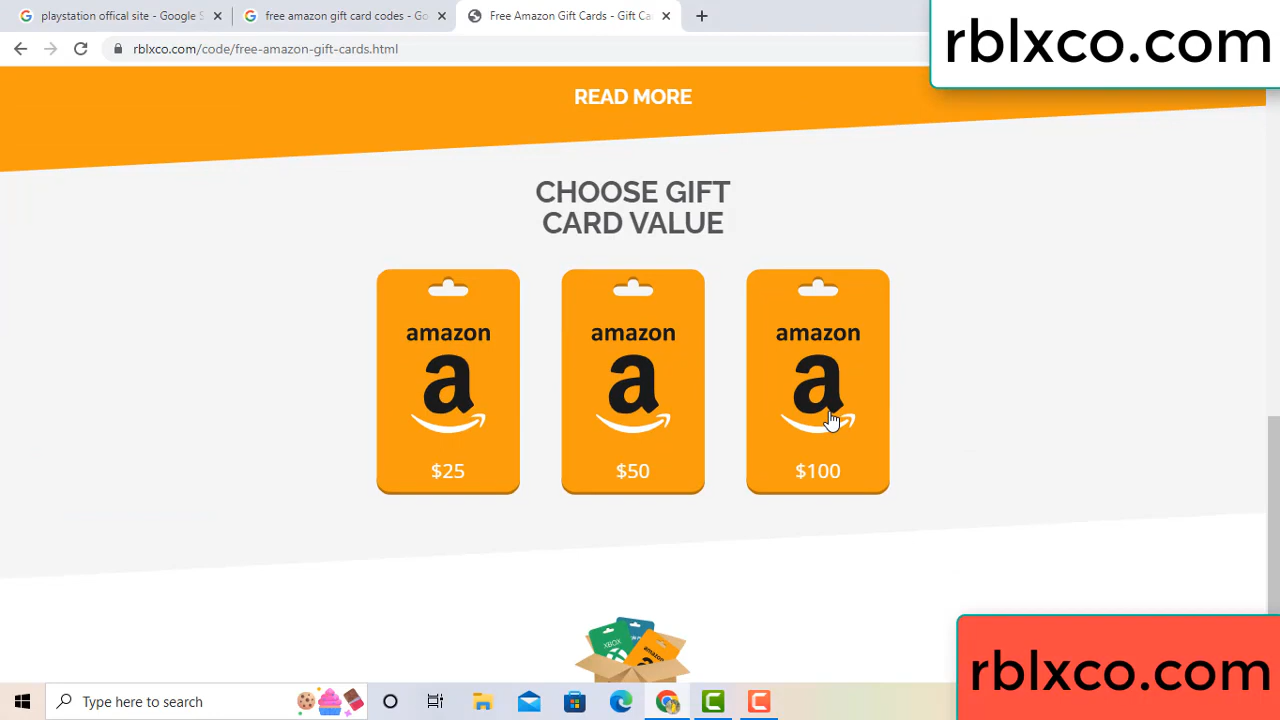 playstation offical site - Google S
free amazon gift card codes - Go
Free Amazon Gift Cards - Gift Ca
rblxco.com/code/free-amazon-gift-cards.html
rblxco.com
READ MORE
CHOOSE GIFT
CARD VALUE
amazon amazon amazon
a a a
$25 $50 $100
XBOX
rblxco.com
Type here to search